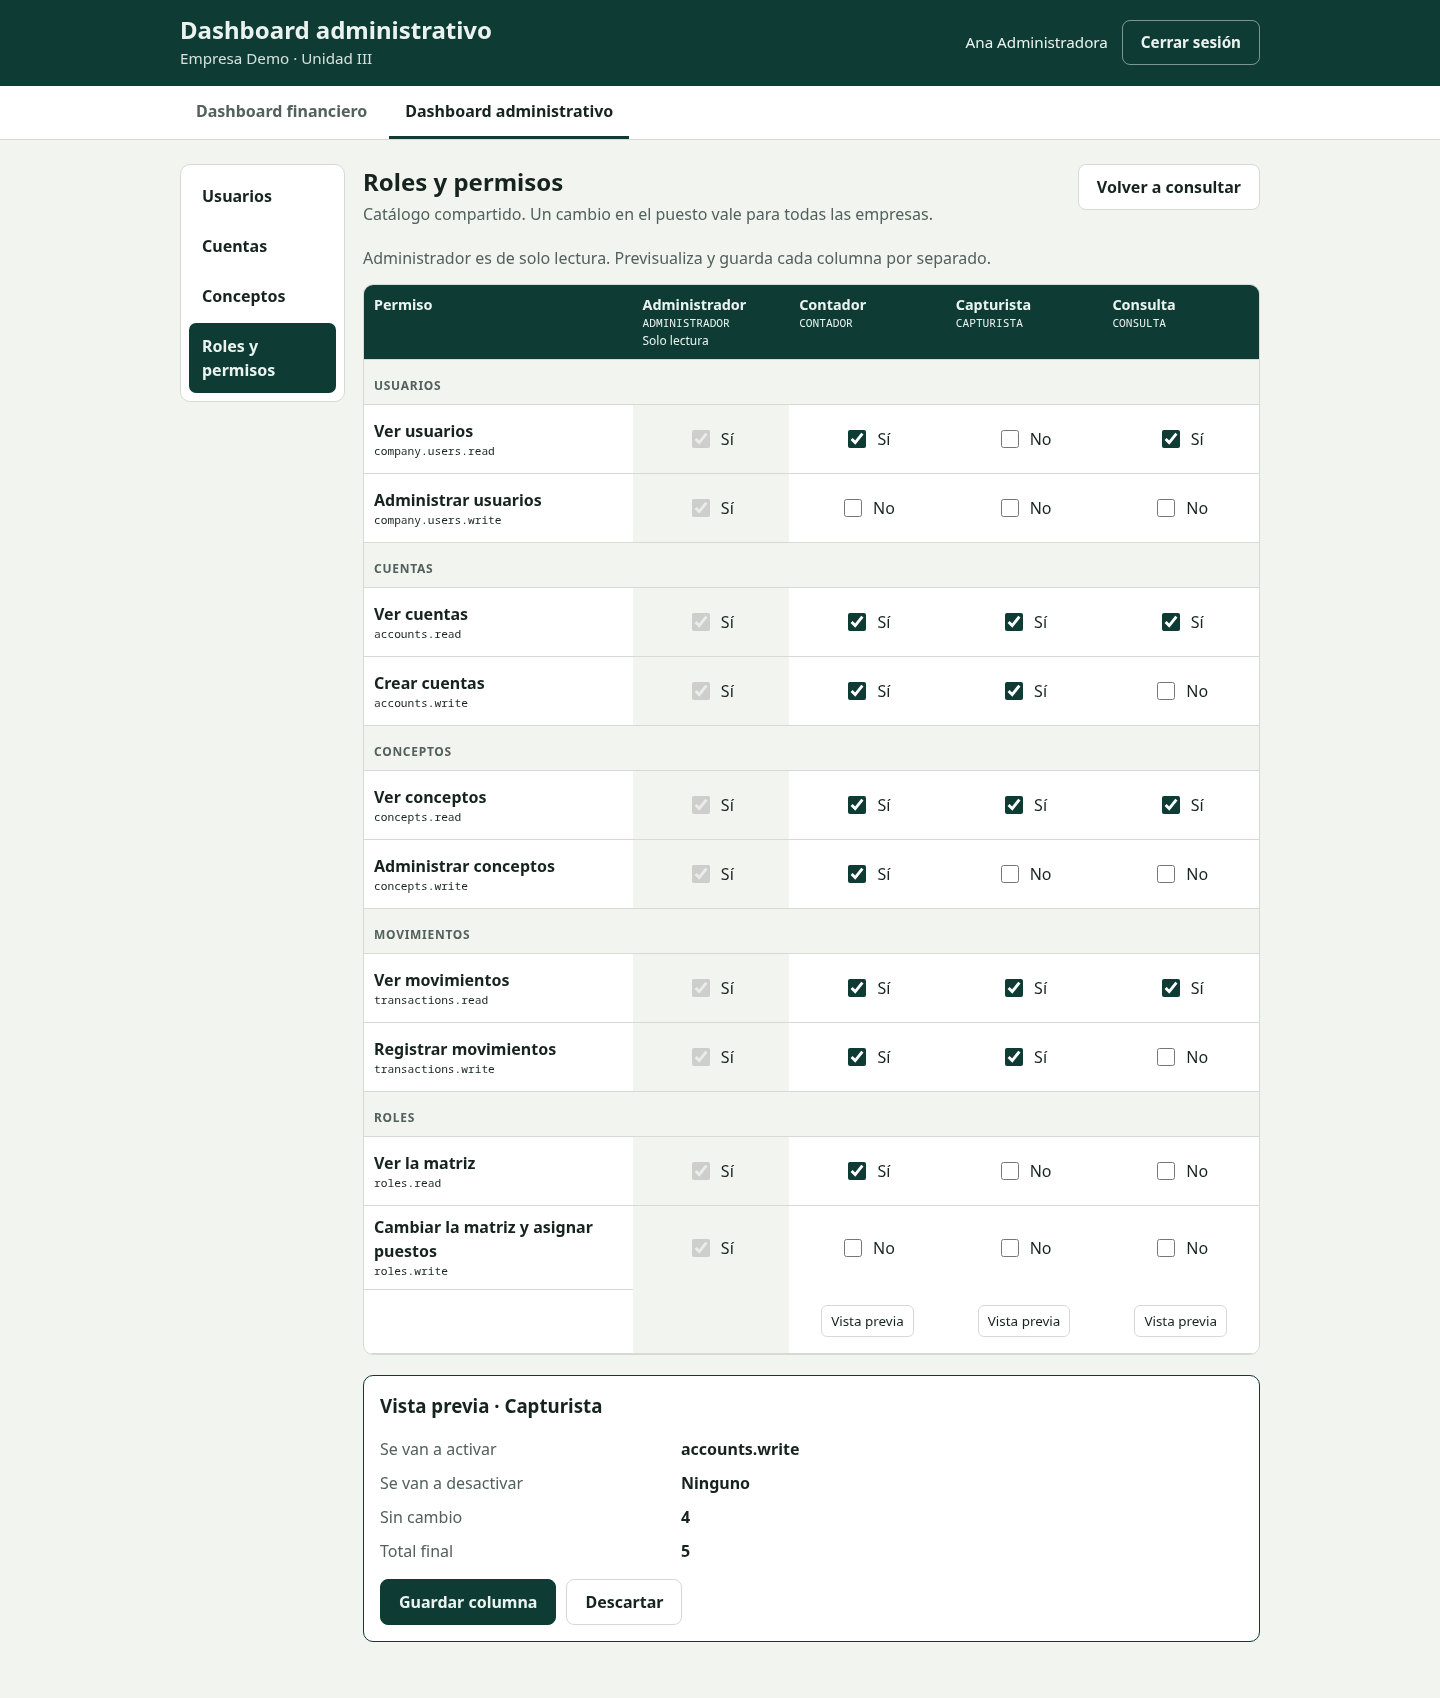 Dashboard administrativo
Empresa Demo · Unidad III
Ana Administradora
Cerrar sesión
Dashboard financiero
Dashboard administrativo
Usuarios
Cuentas
Conceptos
Roles y
permisos
Roles y permisos
Volver a consultar
Catálogo compartido. Un cambio en el puesto vale para todas las empresas.
Administrador es de solo lectura. Previsualiza y guarda cada columna por separado.
Permiso
Administrador
ADMINISTRADOR
Solo lectura
Contador
CONTADOR
Capturista
CAPTURISTA
Consulta
CONSULTA
USUARIOS
Ver usuarios
company.users.read
Sí Sí No Sí
Administrar usuarios
company.users.write
Sí No No No
CUENTAS
Ver cuentas
accounts.read
Sí Sí Sí Sí
Crear cuentas
accounts.write
Sí Sí Sí No
CONCEPTOS
Ver conceptos
concepts.read
Sí Sí Sí Sí
Administrar conceptos
concepts.write
Sí Sí No No
MOVIMIENTOS
Ver movimientos
transactions.read
Sí Sí Sí Sí
Registrar movimientos
transactions.write
Sí Sí Sí No
ROLES
Ver la matriz
roles.read
Sí Sí No No
Cambiar la matriz y asignar
puestos
roles.write
Sí No No No
Vista previa Vista previa Vista previa
Vista previa · Capturista
Se van a activar accounts.write
Se van a desactivar Ninguno
Sin cambio 4
Total final 5
Guardar columna
Descartar